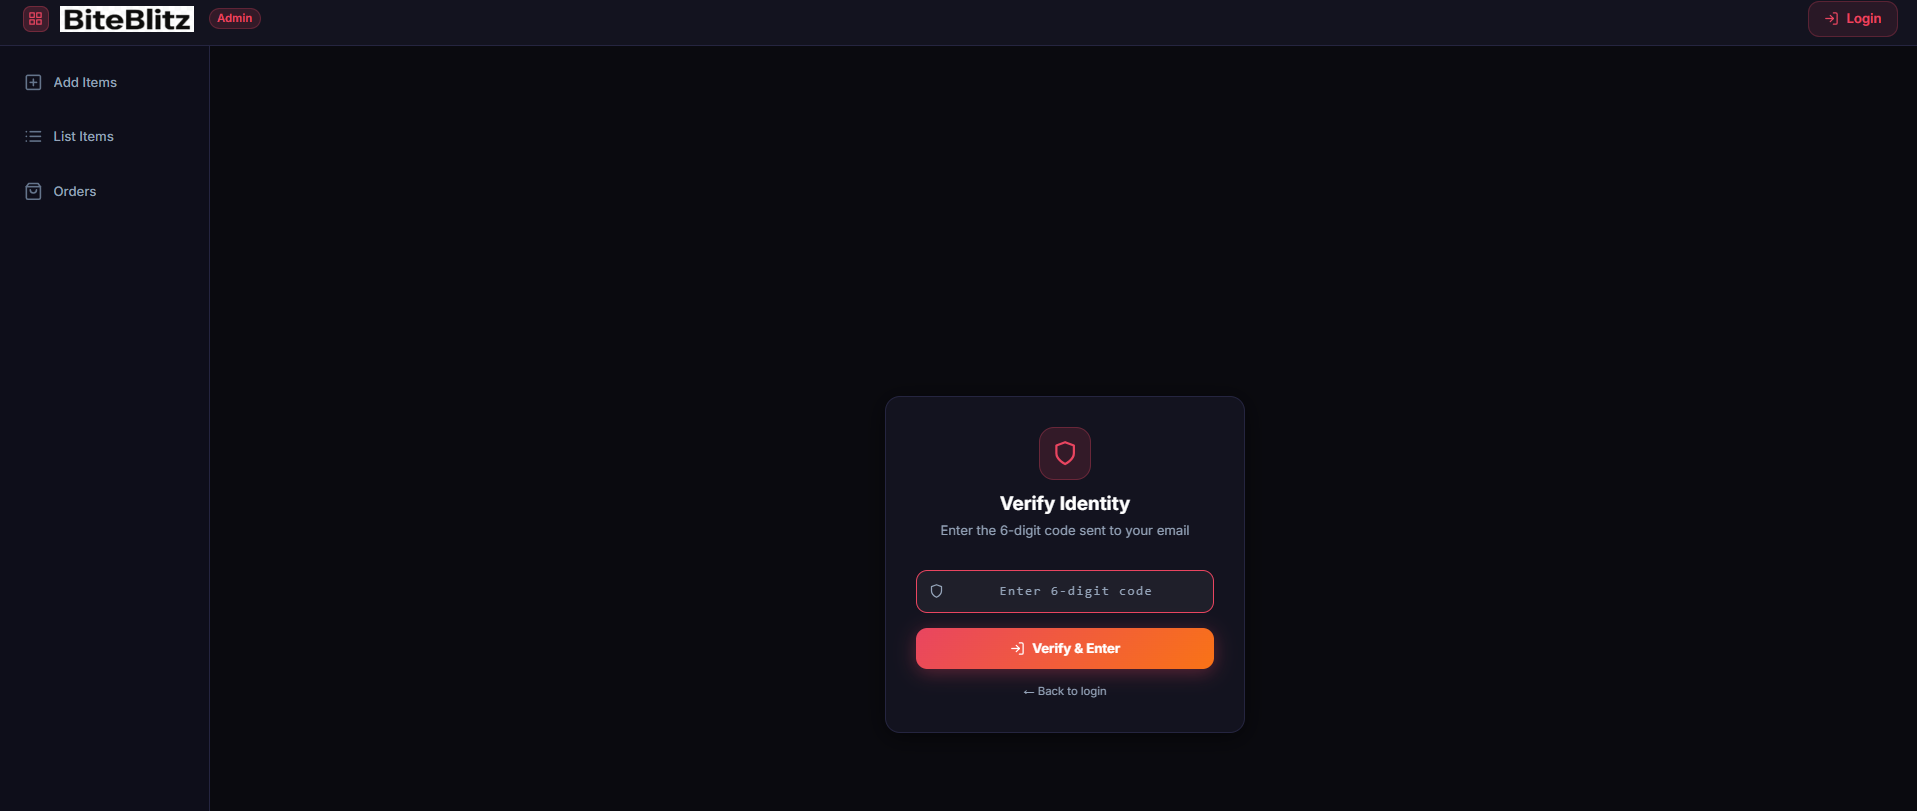 BiteBlitz
Admin
Login
Add Items
List Items
Orders
Verify Identity
Enter the 6-digit code sent to your email
Enter 6-digit code
Verify & Enter
← Back to login